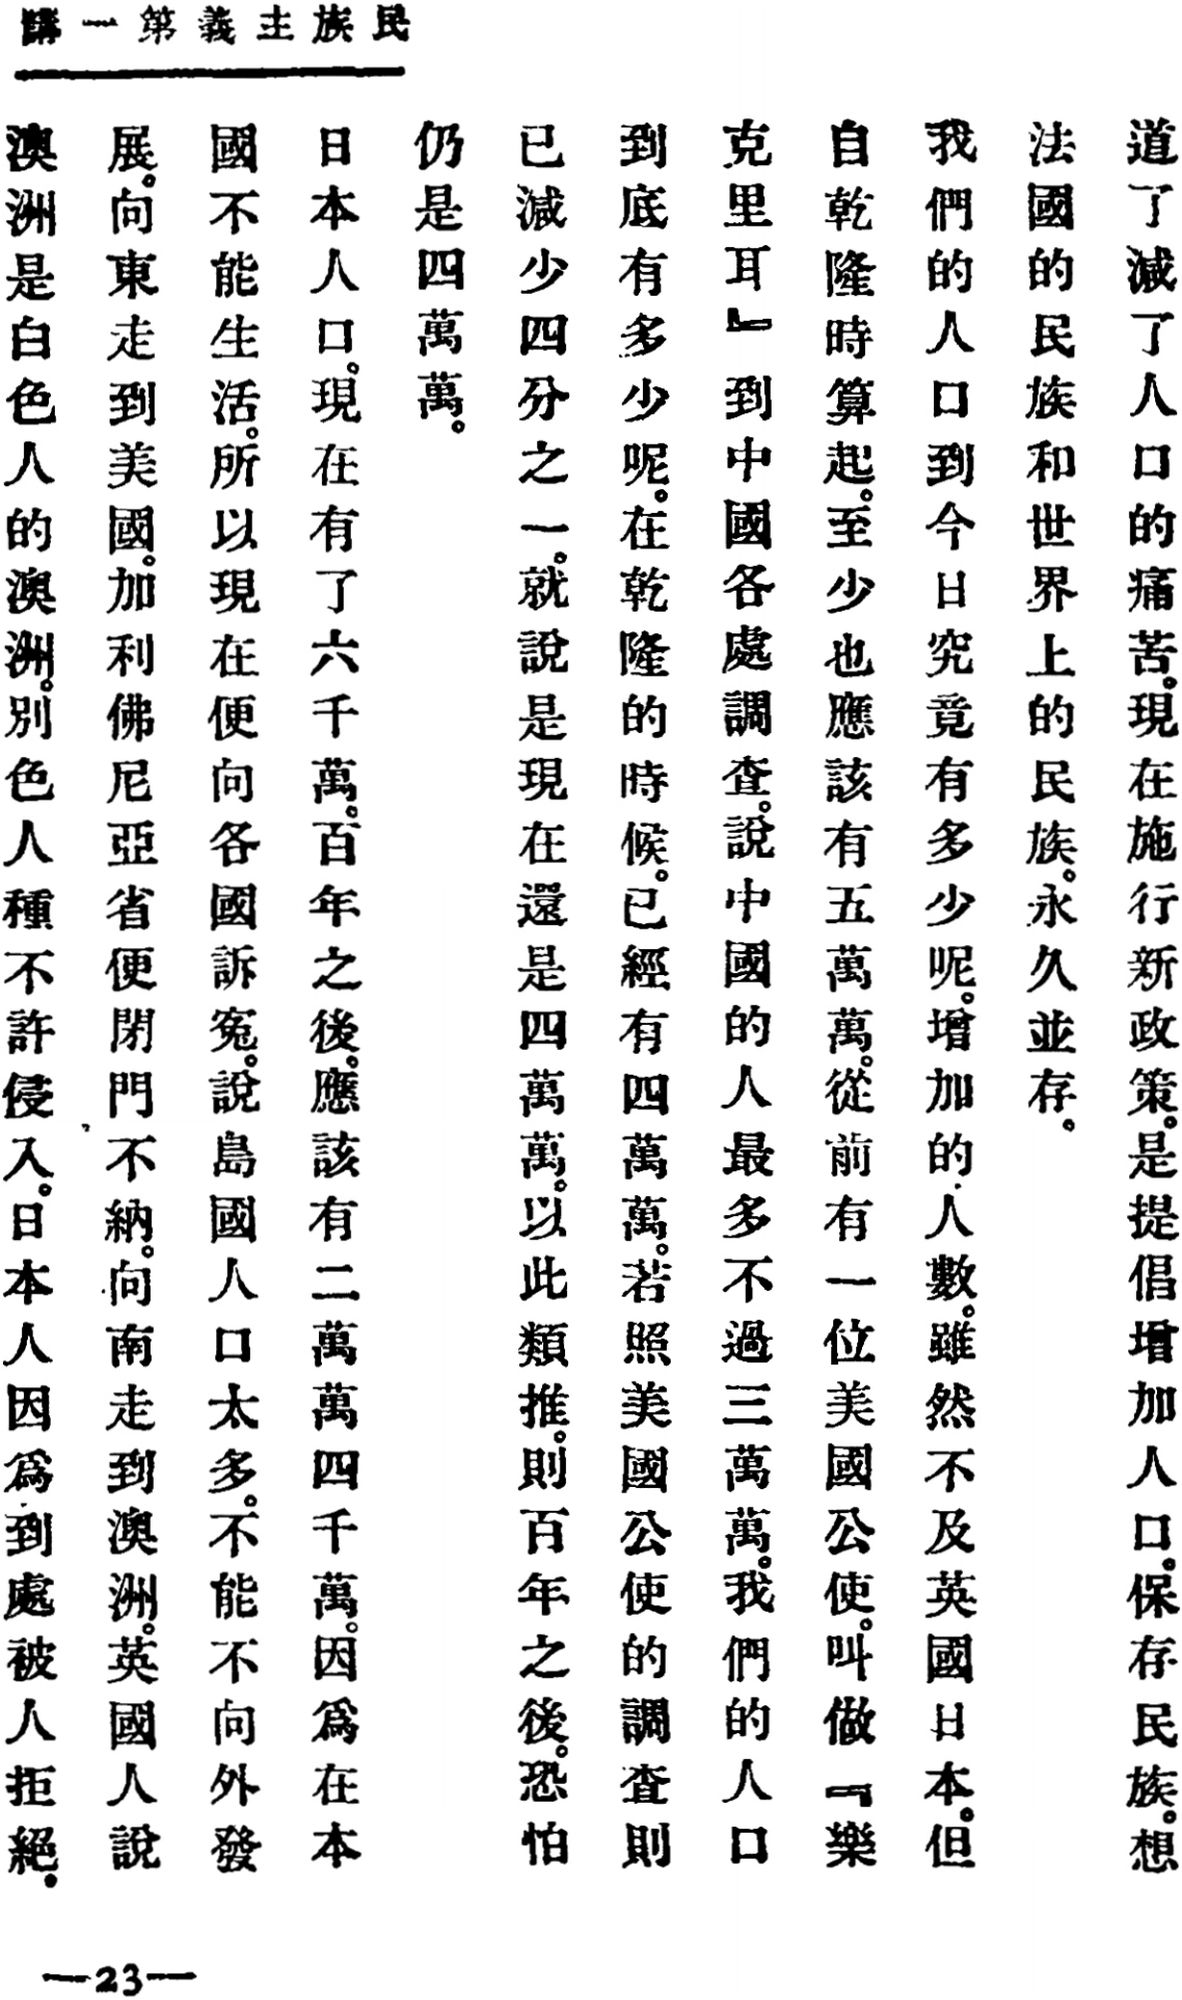 民族主義第一講
道了減了人口的痛苦。現在施行新政策。是提倡增加人口。保存民族。想
法國的民族和世界上的民族。永久並存。
我們的人口到今日究竟有多少呢。增加的人數。雖然不及英國日本。但
自乾隆時算起。至少也應該有五萬萬。從前有一位美國公使。叫做『樂
克里耳』到中國各處調查。說中國的人最多不過三萬萬。我們的人口
到底有多少呢。在乾隆的時候。已經有四萬萬。若照美國公使的調查則
已減少四分之一。就說是現在還是四萬萬。以此類推。則百年之後。恐怕
仍是四萬萬。
日本人口。現在有了六千萬。百年之後。應該有二萬萬四千萬。因爲在本
國不能生活。所以現在便向各國訴冤。說島國人口太多。不能不向外發
展。向東走到美國。加利佛尼亞省便閉門不納。向南走到澳洲。英國人說
澳洲是白色人的澳洲。別色人種不許侵入。日本人因爲到處被人拒絕。
—23—